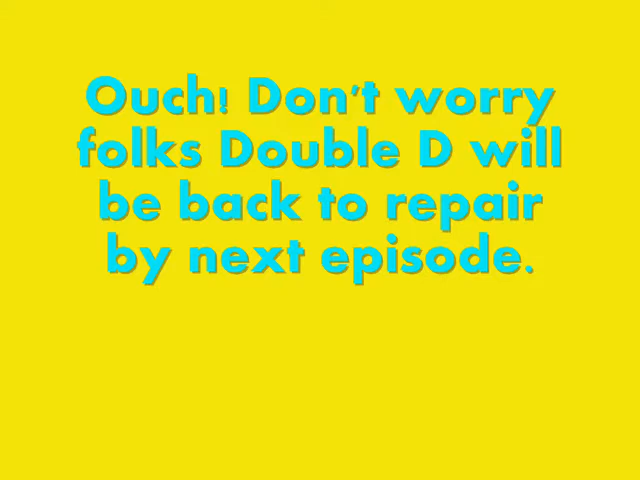 Ouch! Don't worry
folks Double D will
be back to repair
by next episode.